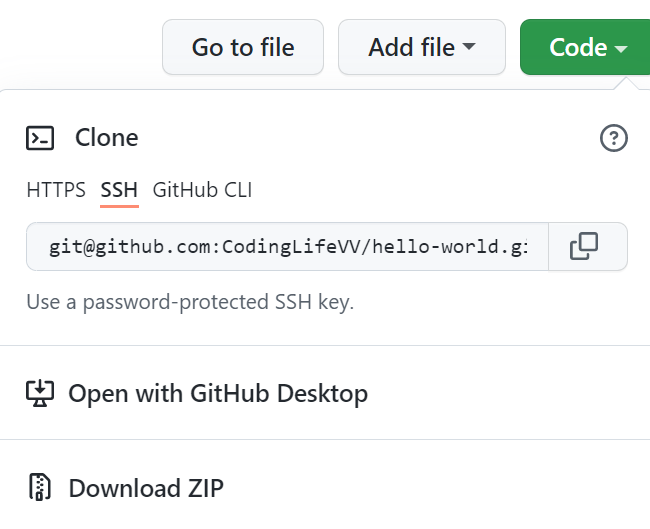 Go to file Add file Code
Clone
HTTPS SSH GitHub CLI
git@github.com:CodingLifeVV/hello-world.gi
Use a password-protected SSH key.
Open with GitHub Desktop
Download ZIP